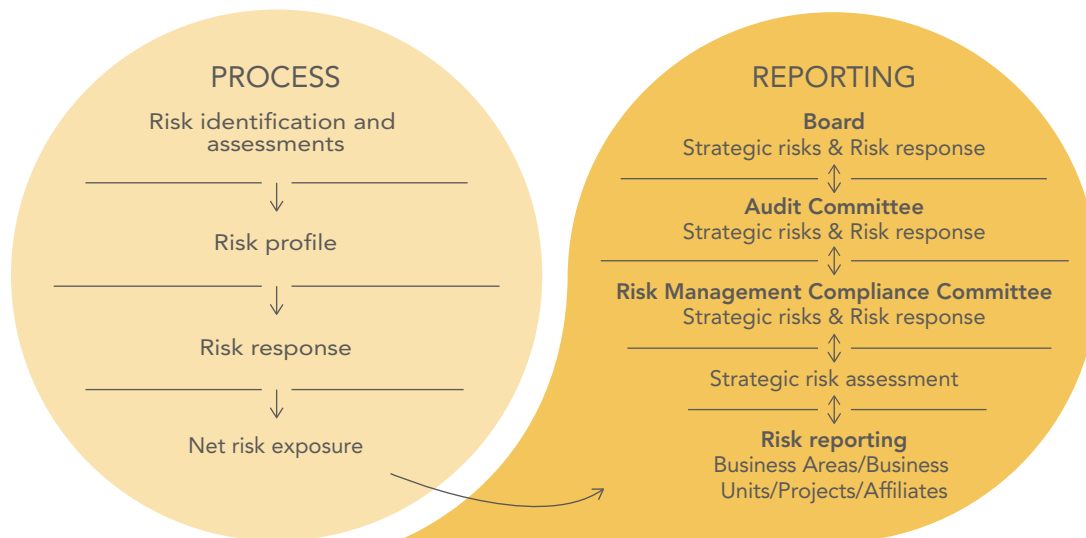 PROCESS
Risk identification and
assessments
Risk profile
Risk response
Net risk exposure
REPORTING
Board
Strategic risks & Risk response
Audit Committee
Strategic risks & Risk response
Risk Management Compliance Committee
Strategic risks & Risk response
Strategic risk assessment
Risk reporting
Business Areas/Business
Units/Projects/Affiliates